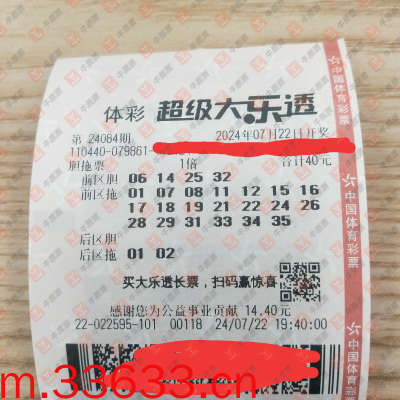 体彩 超级大乐透
第 24084期 2024年07月22日开奖
110440-079861-
胆拖票 1倍 合计40元
前区胆 06 14 25 32
前区拖 01 07 08 11 12 15 16
17 18 19 21 22 24 26
28 29 31 33 34 35
后区胆
后区拖 01 02
买大乐透长票，扫码赢惊喜
感谢您为公益事业贡献 14.40元
22-022595-101 00118 24/07/22 19:40:00
中国体育彩票
中国体育彩票
中国体育彩票
m.33633.cn